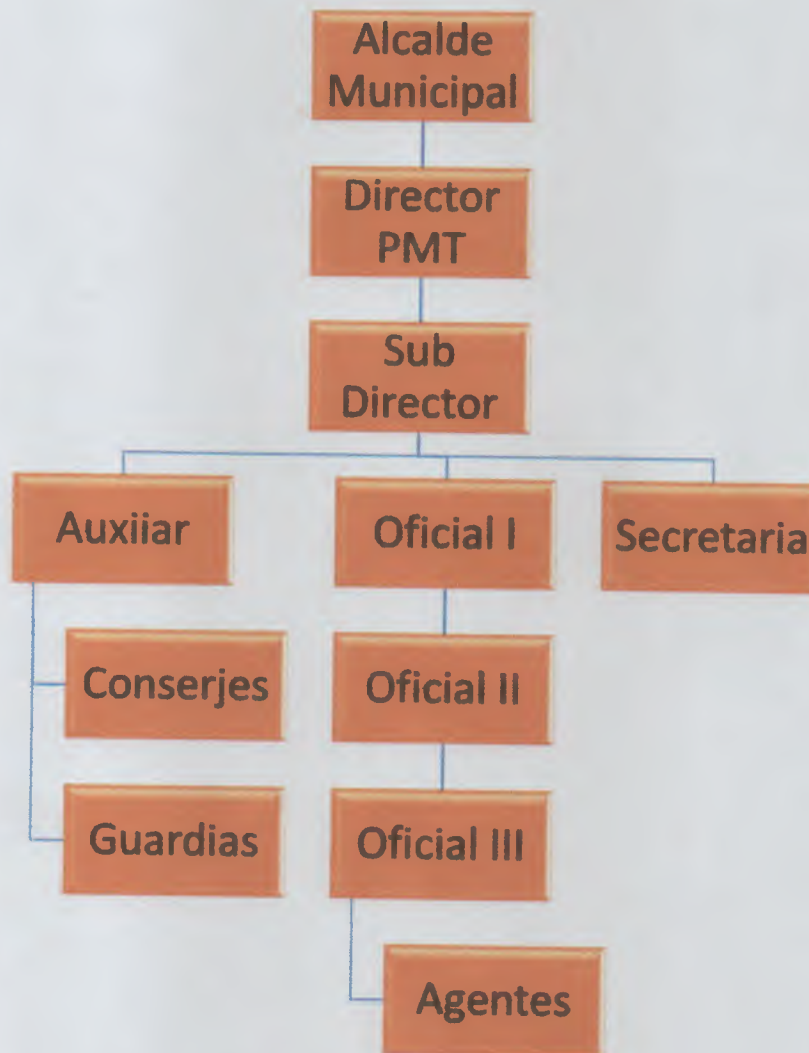 Alcalde
Municipal
Director
PMT
Sub
Director
Auxiiar
Oficial I
Secretaria
Conserjes
Oficial II
Guardias
Oficial III
Agentes